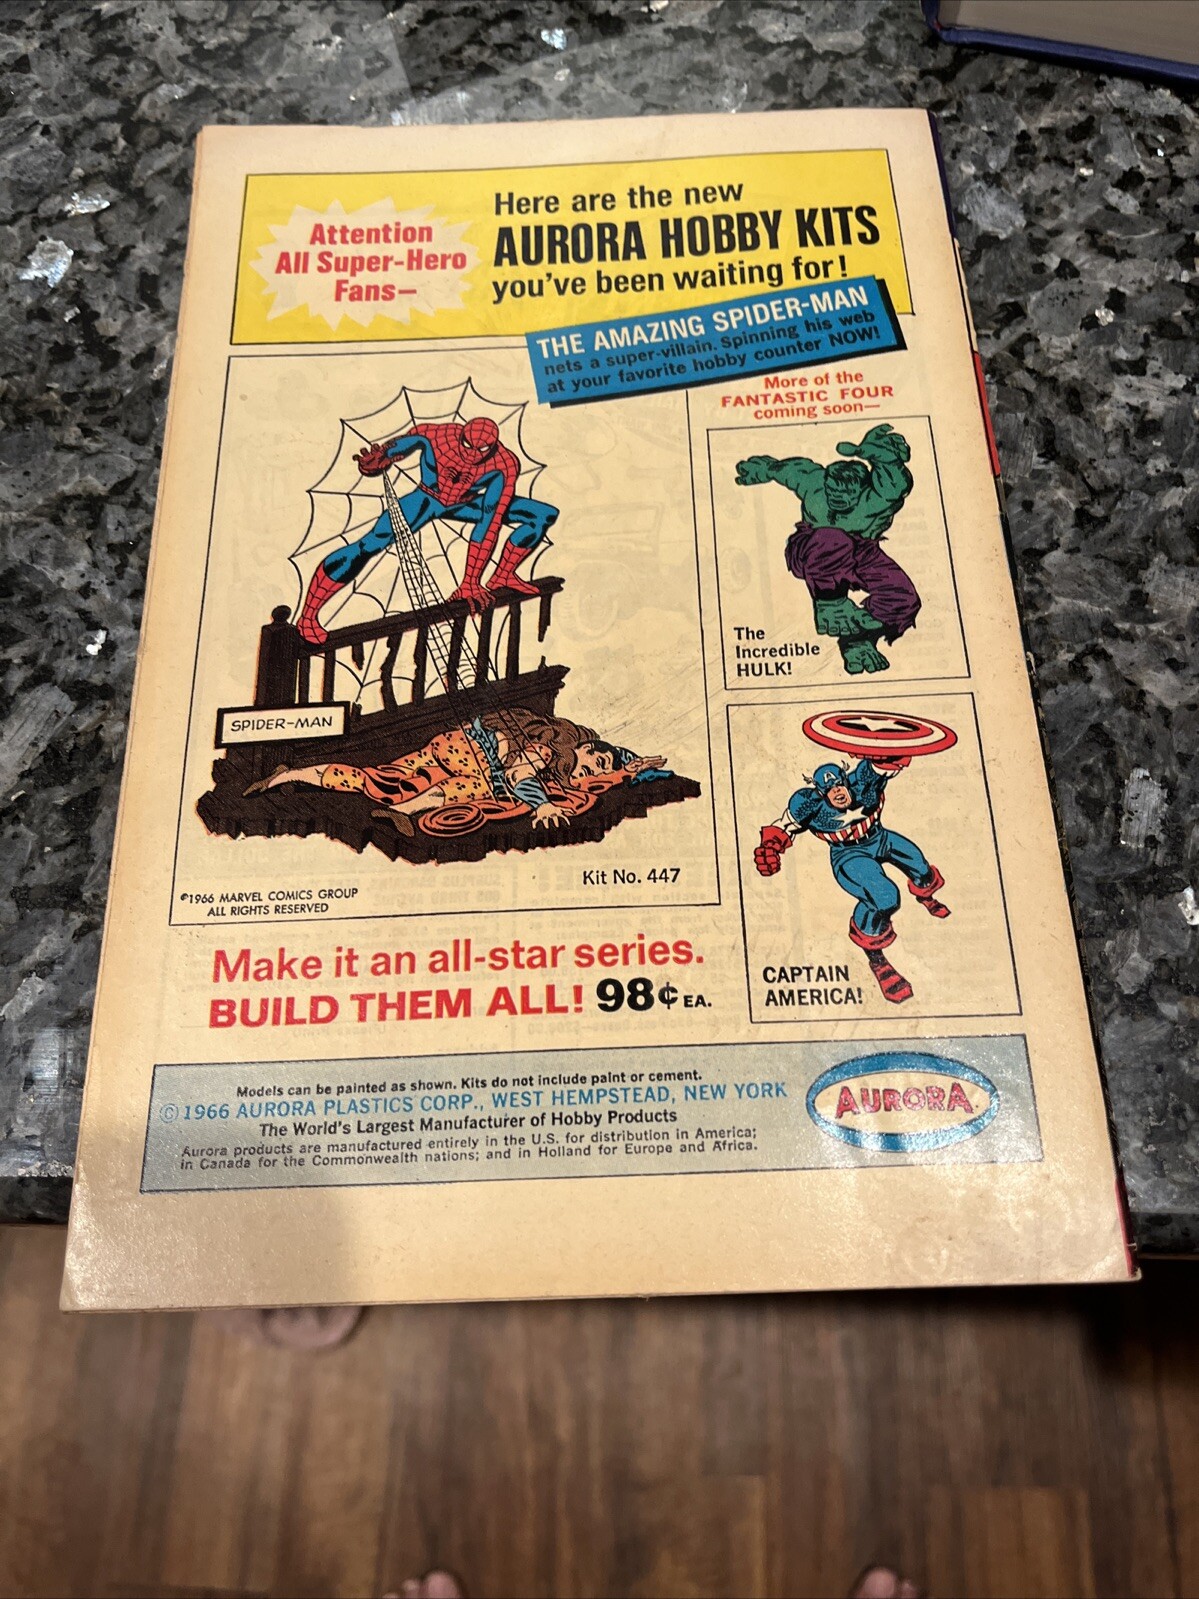 Attention
All Super-Hero
Fans—
Here are the new
AURORA HOBBY KITS
you've been waiting for!
THE AMAZING SPIDER-MAN
nets a super-villain. Spinning his web
at your favorite hobby counter NOW!
More of the
FANTASTIC FOUR
coming soon—
The
Incredible
HULK!
SPIDER-MAN
Kit No. 447
©1966 MARVEL COMICS GROUP
ALL RIGHTS RESERVED
A
CAPTAIN
AMERICA!
Make it an all-star series.
BUILD THEM ALL! 98¢ EA.
Models can be painted as shown. Kits do not include paint or cement.
© 1966 AURORA PLASTICS CORP., WEST HEMPSTEAD, NEW YORK
The World's Largest Manufacturer of Hobby Products
Aurora products are manufactured entirely in the U.S. for distribution in America;
in Canada for the Commonwealth nations; and in Holland for Europe and Africa.
AURORA